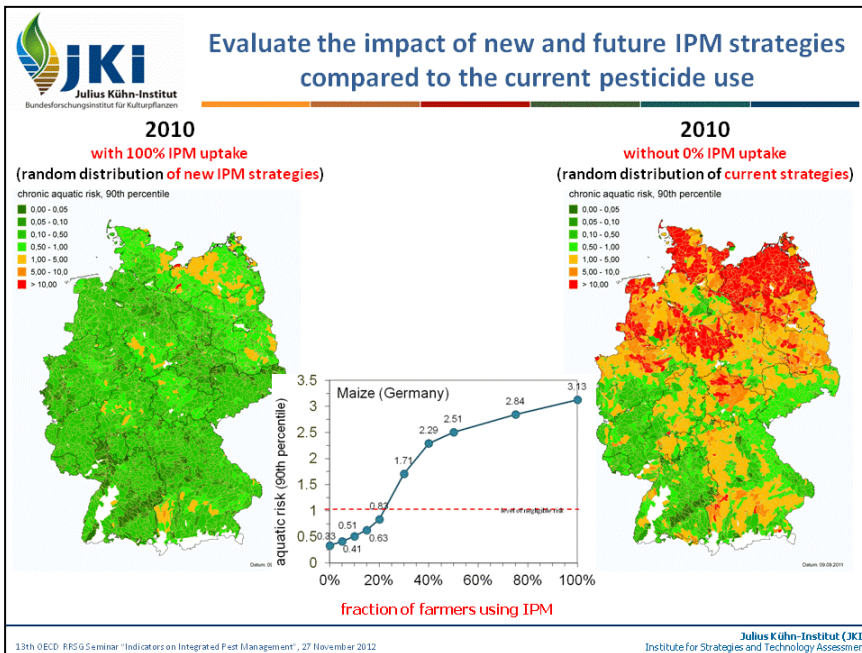 JKI
Julius Kühn-Institut
Bundesforschungsinstitut für Kulturpflanzen
Evaluate the impact of new and future IPM strategies
compared to the current pesticide use
2010
with 100% IPM uptake
(random distribution of new IPM strategies)
chronic aquatic risk, 90th percentile
0,00 - 0,05
0,05 - 0,10
0,10 - 0,50
0,50 - 1,00
1,00 - 5,00
5,00 - 10,0
> 10,00
2010
without 0% IPM uptake
(random distribution of current strategies)
chronic aquatic risk, 90th percentile
0,00 - 0,05
0,05 - 0,10
0,10 - 0,50
0,50 - 1,00
1,00 - 5,00
5,00 - 10,0
> 10,00
Maize (Germany)
aquatic risk (90th percentile)
3.5
3
2.5
2
1.5
1
0.5
0
0.33
0.41
0.51
0.63
0.83
1.71
2.29
2.51
2.84
3.13
level of negligible risk
0%
20%
40%
60%
80%
100%
fraction of farmers using IPM
Datum: 0
Datum: 09.09.2011
13th OECD RRSG Seminar "Indicators on Integrated Pest Management", 27 November 2012
Julius Kühn-Institut (JKI
Institute for Strategies and Technology Assessmen